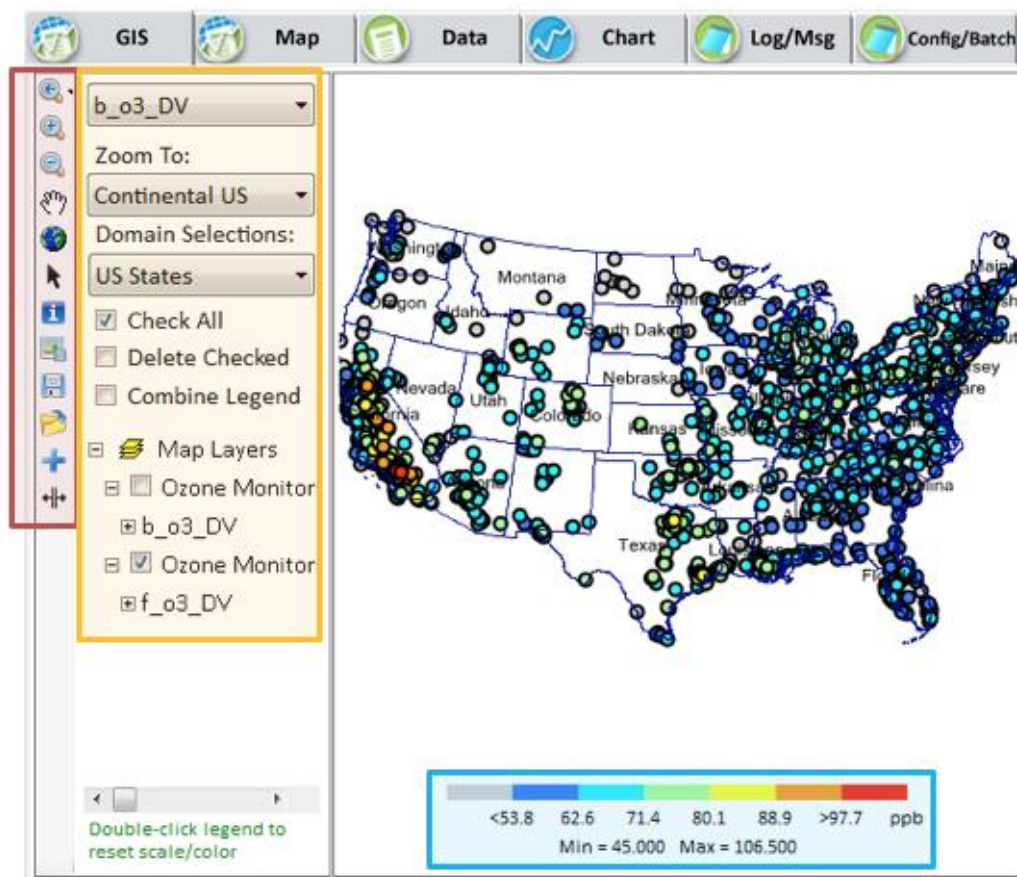 GIS Map Data Chart Log/Msg Config/Batch
b_o3_DV
Zoom To:
Continental US
Domain Selections:
US States
Check All
Delete Checked
Combine Legend
Map Layers
Ozone Monitor
b_o3_DV
Ozone Monitor
f_o3_DV
Double-click legend to
reset scale/color
Montana
Maine
Oregon
Idaho
South Dakota
Nebraska
Nevada
Utah
Colorado
Kansas
Texas
<53.8 62.6 71.4 80.1 88.9 >97.7 ppb
Min = 45.000 Max = 106.500